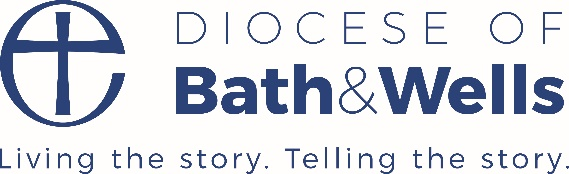 DIOCESE OF
Bath&Wells
Living the story. Telling the story.